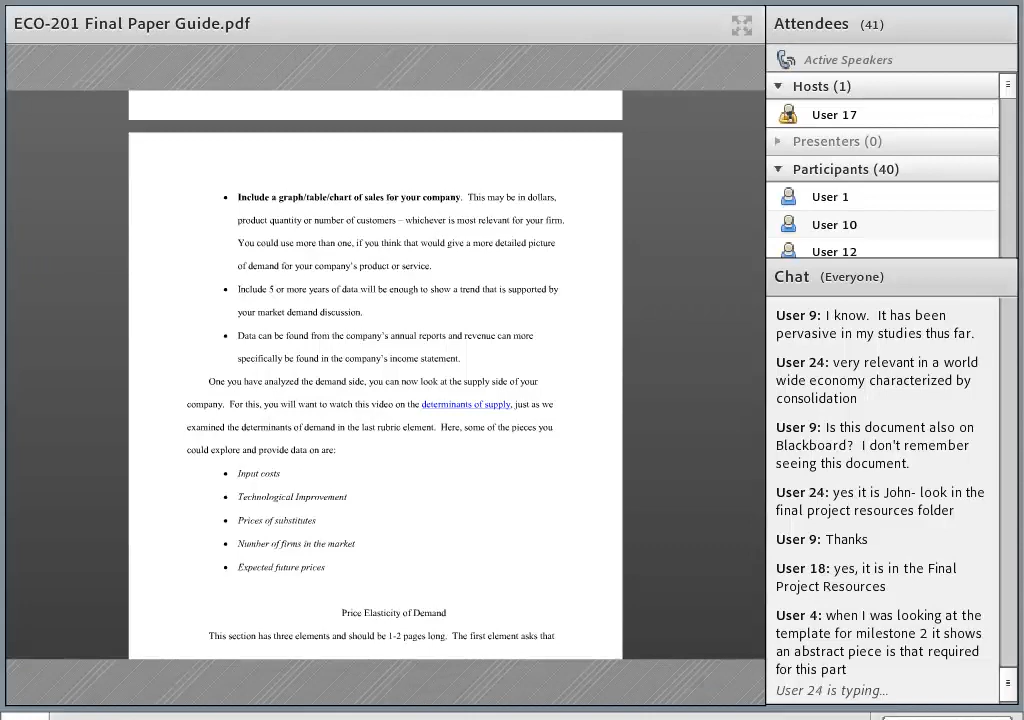 ECO-201 Final Paper Guide.pdf
Include a graph/table/chart of sales for your company. This may be in dollars,
product quantity or number of customers – whichever is most relevant for your firm.
You could use more than one, if you think that would give a more detailed picture
of demand for your company's product or service.
Include 5 or more years of data will be enough to show a trend that is supported by
your market demand discussion.
Data can be found from the company's annual reports and revenue can more
specifically be found in the company's income statement.
One you have analyzed the demand side, you can now look at the supply side of your
company. For this, you will want to watch this video on the determinants of supply, just as we
examined the determinants of demand in the last rubric element. Here, some of the pieces you
could explore and provide data on are:
Input costs
Technological Improvement
Prices of substitutes
Number of firms in the market
Expected future prices
Price Elasticity of Demand
This section has three elements and should be 1-2 pages long. The first element asks that
Attendees (41)
Active Speakers
Hosts (1)
User 17
Presenters (0)
Participants (40)
User 1
User 10
User 12
Chat (Everyone)
User 9: I know. It has been
pervasive in my studies thus far.
User 24: very relevant in a world
wide economy characterized by
consolidation
User 9: Is this document also on
Blackboard? I don't remember
seeing this document.
User 24: yes it is John- look in the
final project resources folder
User 9: Thanks
User 18: yes, it is in the Final
Project Resources
User 4: when I was looking at the
template for milestone 2 it shows
an abstract piece is that required
for this part
User 24 is typing...